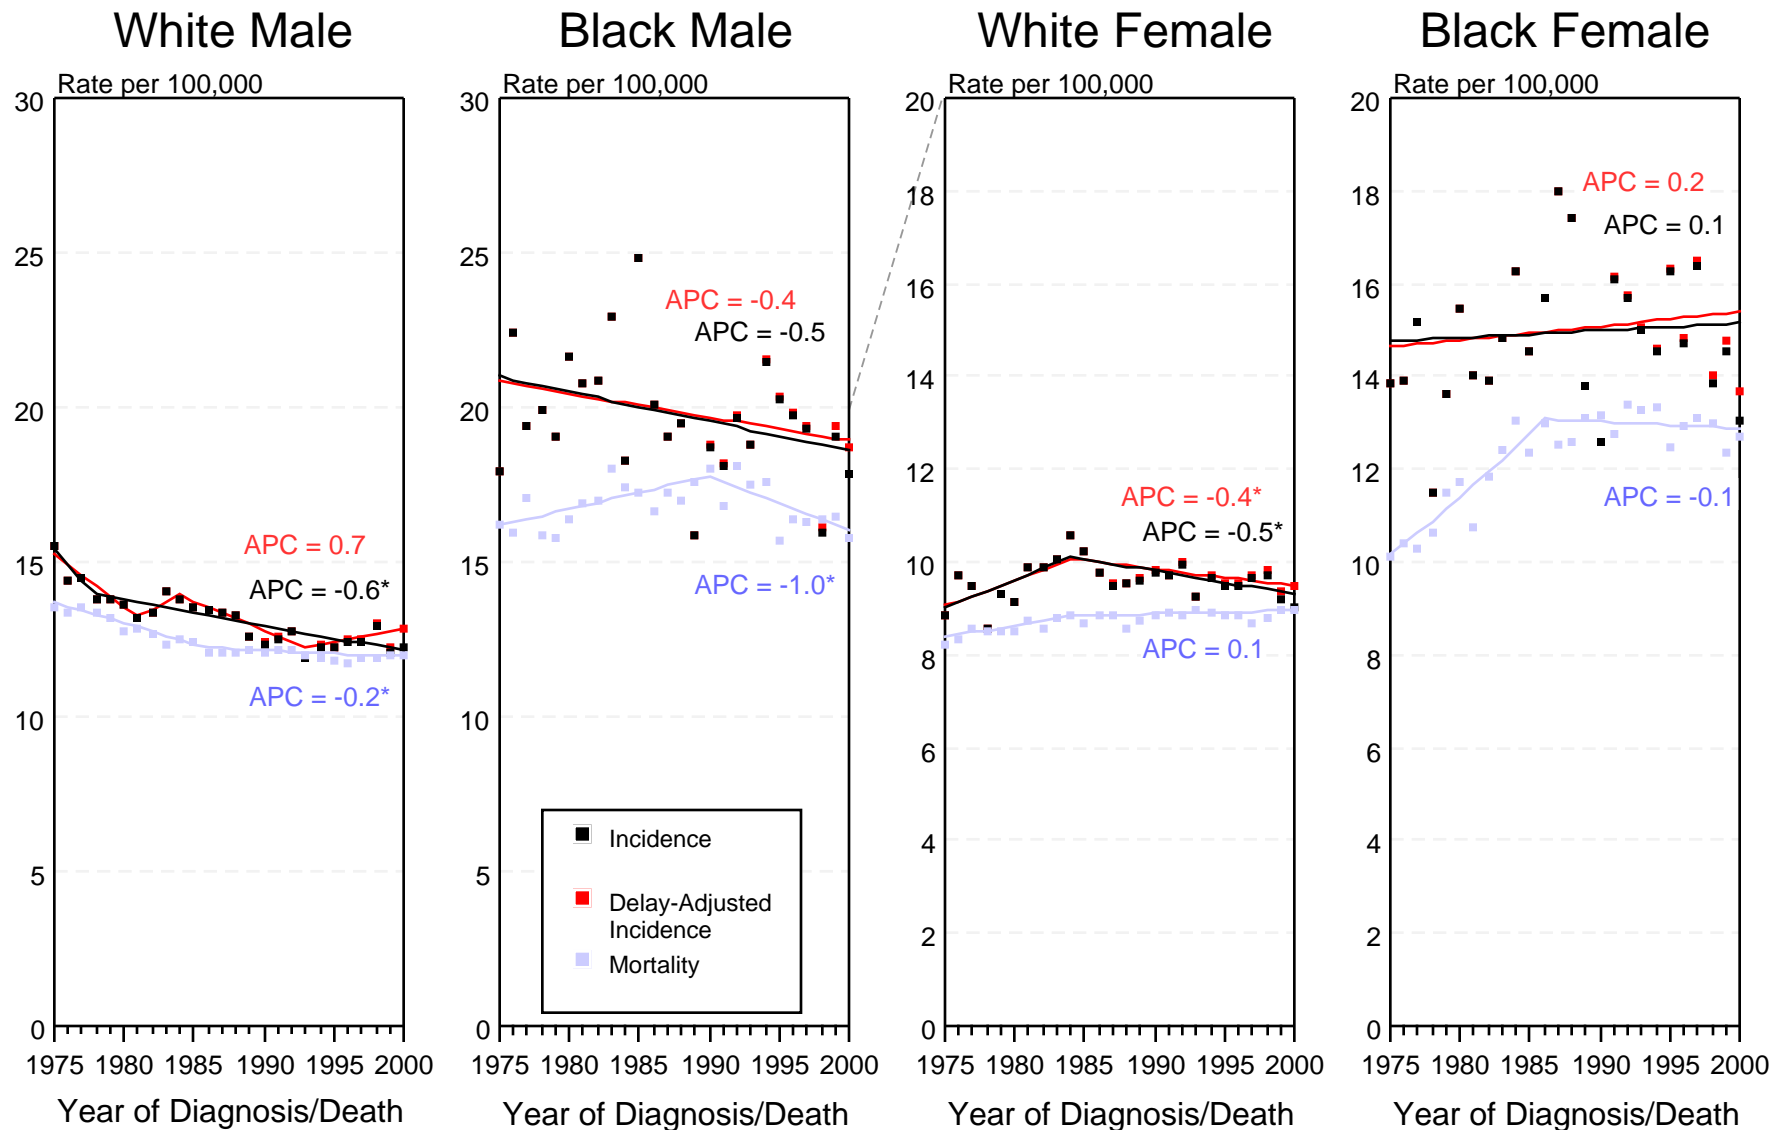 White Male
Black Male
White Female
Black Female
Rate per 100,000
Rate per 100,000
Rate per 100,000
Rate per 100,000
30
25
20
15
10
5
0
APC = 0.7
APC = -0.6*
APC = -0.2*
1975 1980 1985 1990 1995 2000
Year of Diagnosis/Death
30
25
20
15
10
5
0
APC = -0.4
APC = -0.5
APC = -1.0*
Incidence
Delay-Adjusted
Incidence
Mortality
1975 1980 1985 1990 1995 2000
Year of Diagnosis/Death
20
18
16
14
12
10
8
6
4
2
0
APC = -0.4*
APC = -0.5*
APC = 0.1
1975 1980 1985 1990 1995 2000
Year of Diagnosis/Death
20
18
16
14
12
10
8
6
4
2
0
APC = 0.2
APC = 0.1
APC = -0.1
1975 1980 1985 1990 1995 2000
Year of Diagnosis/Death